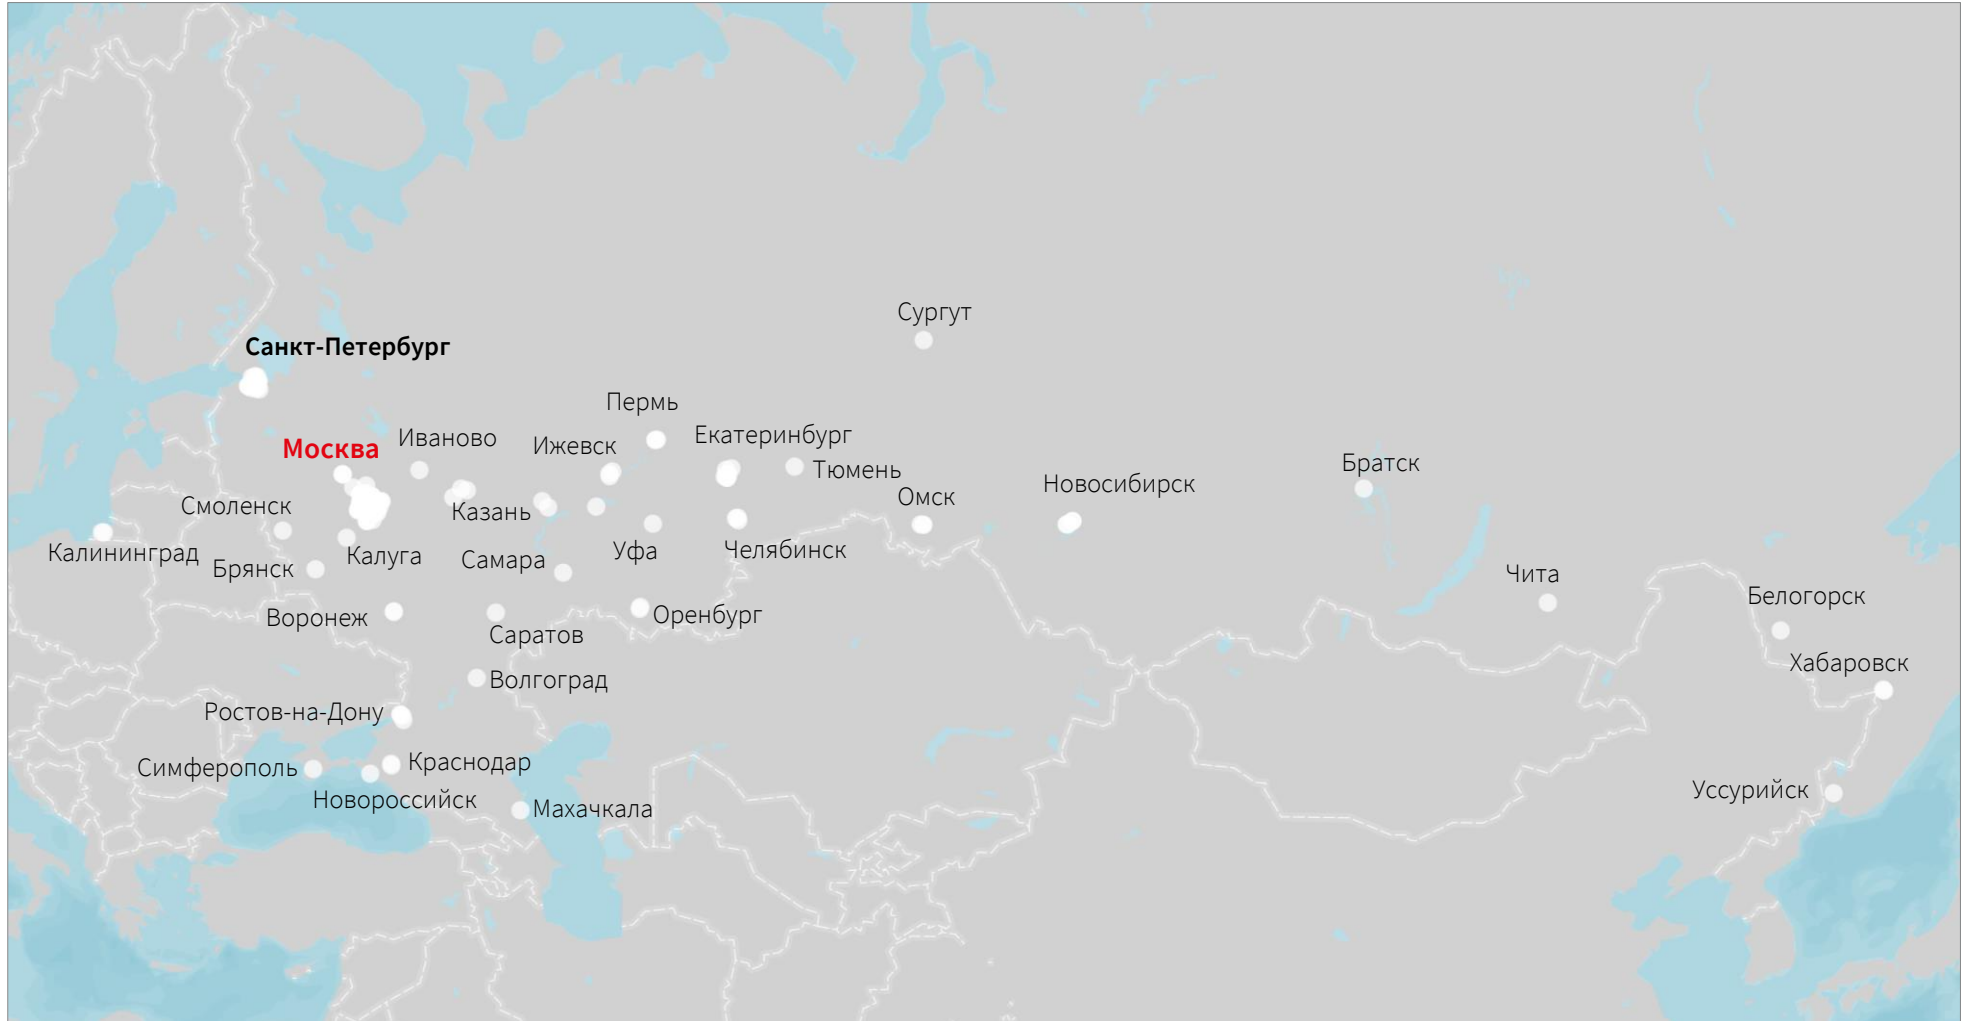 Сургут
Санкт-Петербург
Пермь
Москва
Иваново
Ижевск
Екатеринбург
Тюмень
Братск
Новосибирск
Смоленск
Казань
Омск
Калининград
Калуга
Уфа
Челябинск
Брянск
Самара
Чита
Белогорск
Воронеж
Оренбург
Саратов
Хабаровск
Волгоград
Ростов-на-Дону
Симферополь
Краснодар
Новороссийск
Махачкала
Уссурийск